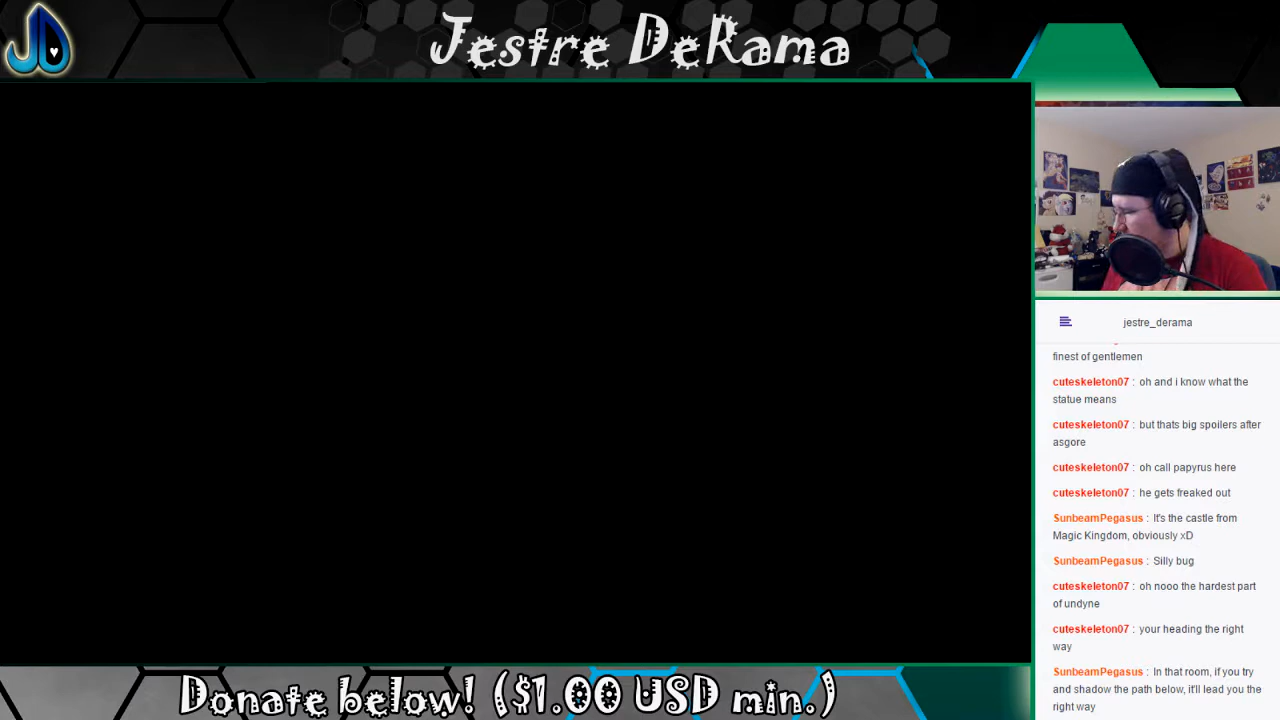 Jestre DeRama
JD
jestre_derama
finest of gentlemen
cuteskeleton07 : oh and i know what the
statue means
cuteskeleton07 : but thats big spoilers after
asgore
cuteskeleton07 : oh call papyrus here
cuteskeleton07 : he gets freaked out
SunbeamPegasus : It's the castle from
Magic Kingdom, obviously xD
SunbeamPegasus : Silly bug
cuteskeleton07 : oh nooo the hardest part
of undyne
cuteskeleton07 : your heading the right
way
SunbeamPegasus : In that room, if you try
and shadow the path below, it'll lead you the
right way
Donate below! ($1.00 USD min.)